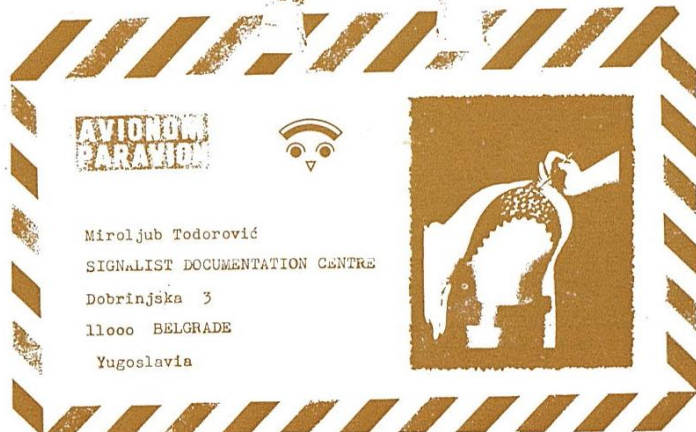 AVIONOM
PARAVION
Miroljub Todorović
SIGNALIST DOCUMENTATION CENTRE
Dobrinjska 3
11ooo BELGRADE
Yugoslavia